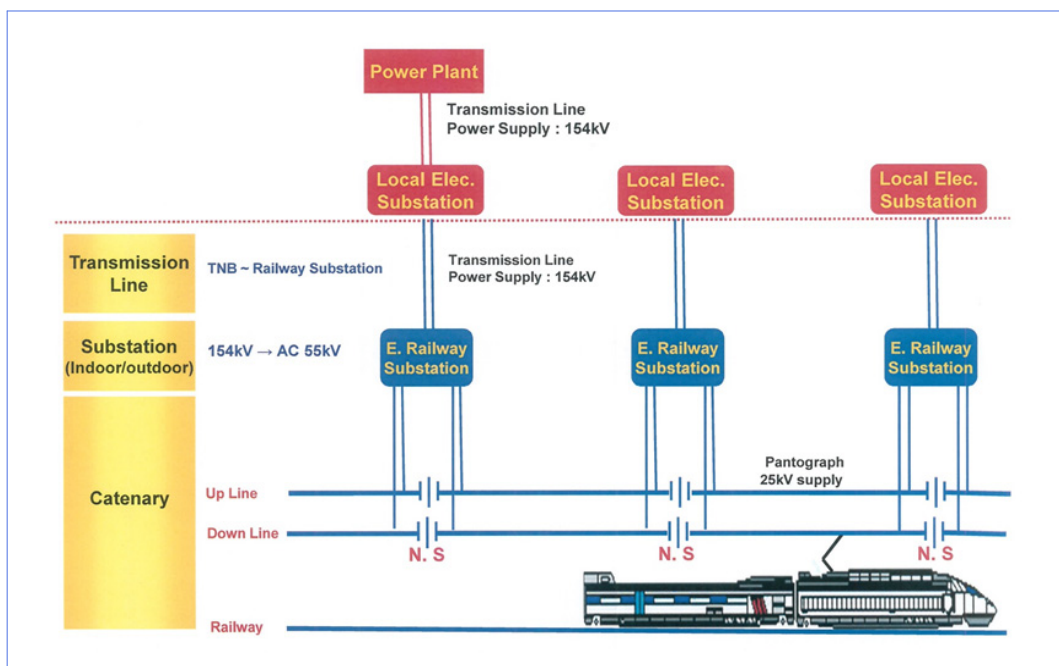 Power Plant
Transmission Line
Power Supply : 154kV
Local Elec.
Substation
Local Elec.
Substation
Local Elec.
Substation
Transmission
Line
TNB ~ Railway Substation
Transmission Line
Power Supply : 154kV
Substation
(Indoor/outdoor)
154kV → AC 55kV
E. Railway
Substation
E. Railway
Substation
E. Railway
Substation
Catenary
Pantograph
25kV supply
Up Line
Down Line
N. S
N. S
N. S
Railway